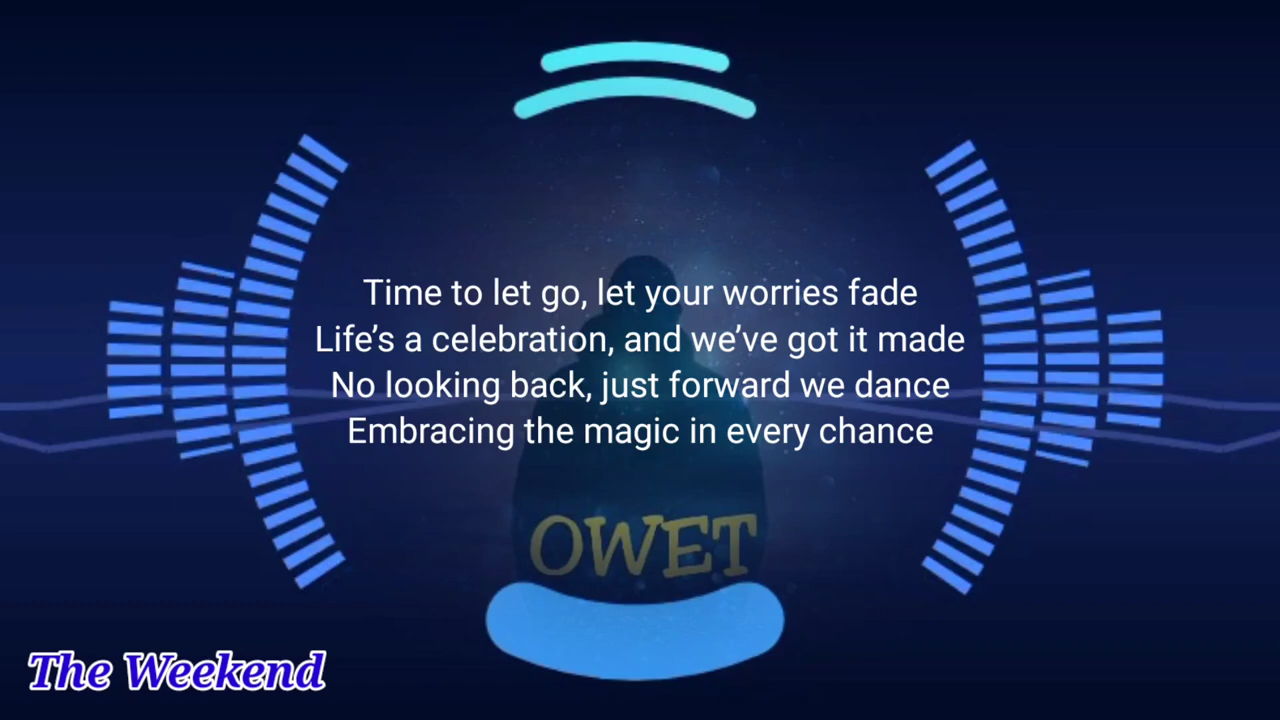 Time to let go, let your worries fade
Life’s a celebration, and we’ve got it made
No looking back, just forward we dance
Embracing the magic in every chance
OWET
The Weekend